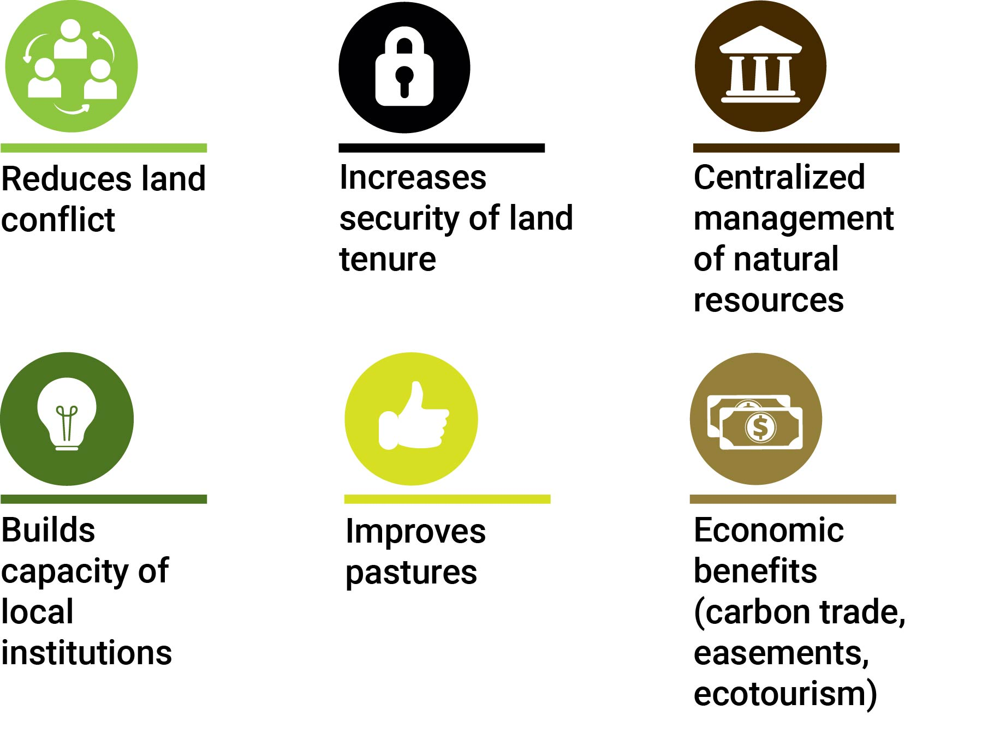 Reduces land
conflict
Increases
security of land
tenure
Centralized
management
of natural
resources
Builds
capacity of
local
institutions
Improves
pastures
Economic
benefits
(carbon trade,
easements,
ecotourism)